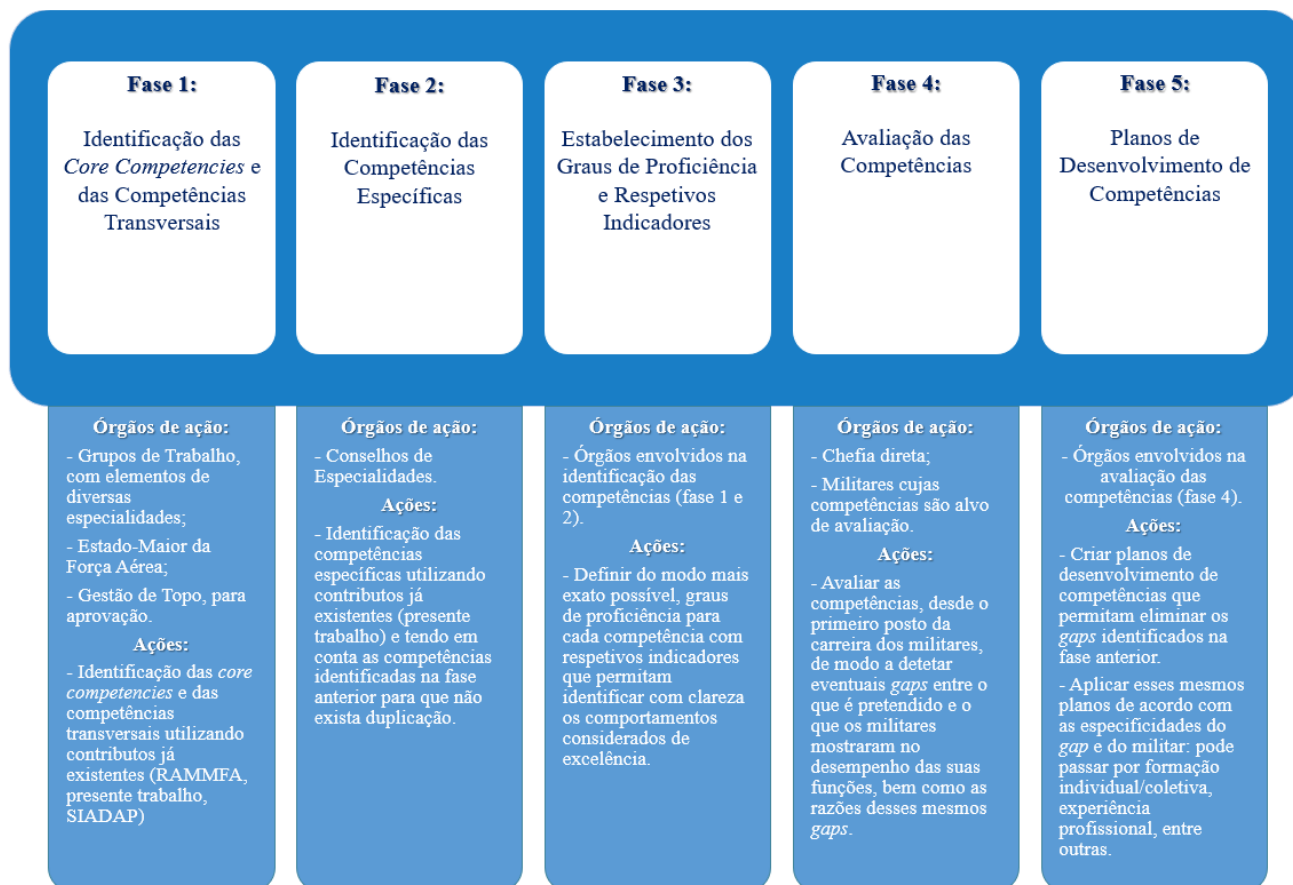 Fase 1:
Identificação das
Core Competencies e
das Competências
Transversais
Fase 2:
Identificação das
Competências
Específicas
Fase 3:
Estabelecimento dos
Graus de Proficiência
e Respetivos
Indicadores
Fase 4:
Avaliação das
Competências
Fase 5:
Planos de
Desenvolvimento de
Competências
Órgãos de ação:
- Grupos de Trabalho,
com elementos de
diversas
especialidades;
- Estado-Maior da
Força Aérea;
- Gestão de Topo, para
aprovação.
Ações:
- Identificação das core
competencies e das
competências
transversais utilizando
contributos já
existentes (RAMMFA,
presente trabalho,
SIADAP)
Órgãos de ação:
- Conselhos de
Especialidades.
Ações:
- Identificação das
competências
específicas utilizando
contributos já
existentes (presente
trabalho) e tendo em
conta as competências
identificadas na fase
anterior para que não
exista duplicação.
Órgãos de ação:
- Órgãos envolvidos na
identificação das
competências (fase 1 e
2).
Ações:
- Definir do modo mais
exato possível, graus
de proficiência para
cada competência com
respetivos indicadores
que permitam
identificar com clareza
os comportamentos
considerados de
excelência.
Órgãos de ação:
- Chefia direta;
- Militares cujas
competências são alvo
de avaliação.
Ações:
- Avaliar as
competências, desde o
primeiro posto da
carreira dos militares,
de modo a detetar
eventuais gaps entre o
que é pretendido e o
que os militares
mostraram no
desempenho das suas
funções, bem como as
razões desses mesmos
gaps.
Órgãos de ação:
- Órgãos envolvidos na
avaliação das
competências (fase 4).
Ações:
- Criar planos de
desenvolvimento de
competências que
permitam eliminar os
gaps identificados na
fase anterior.
- Aplicar esses mesmos
planos de acordo com
as especificidades do
gap e do militar: pode
passar por formação
individual/coletiva,
experiência
profissional, entre
outras.